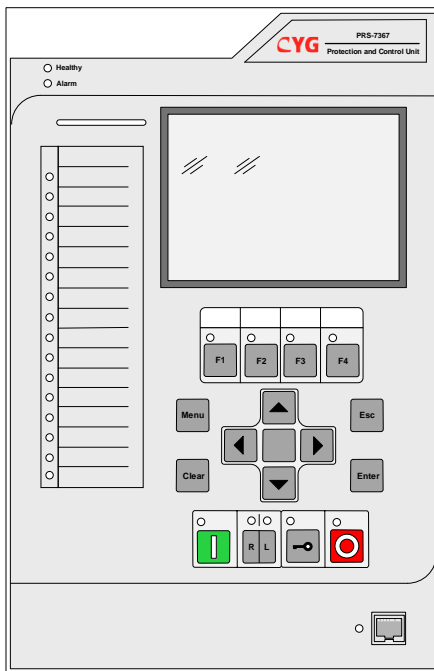 CYG
PRS-7367
Protection and Control Unit
Healthy
Alarm
F1 F2 F3 F4
Menu Esc
Clear Enter
R L